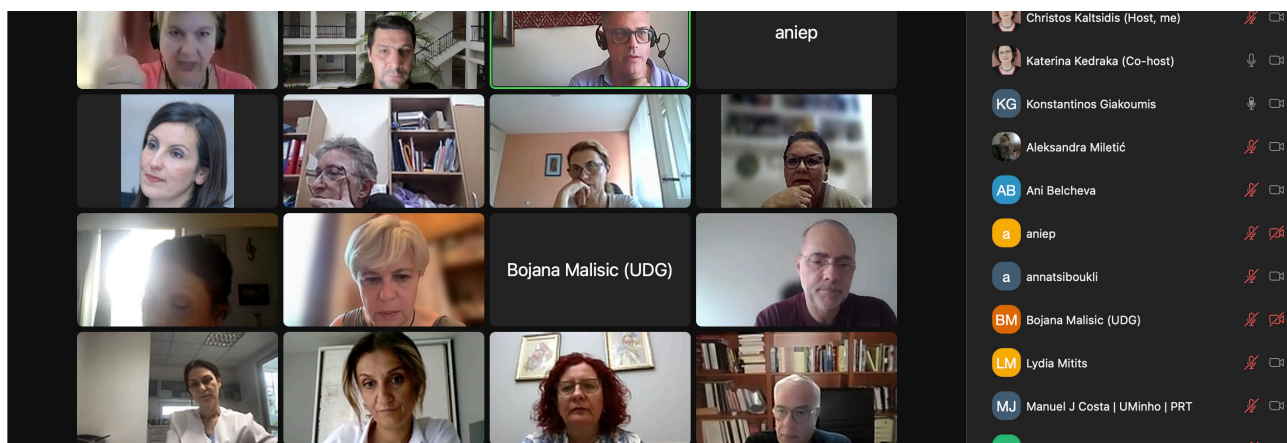 aniep
Bojana Malisic (UDG)
Christos Kaltsidis (Host, me)
Katerina Kedraka (Co-host)
KG Konstantinos Giakoumis
Aleksandra Miletić
AB Ani Belcheva
a aniep
a annatsiboukli
BM Bojana Malisic (UDG)
LM Lydia Mitits
MJ Manuel J Costa | UMinho | PRT